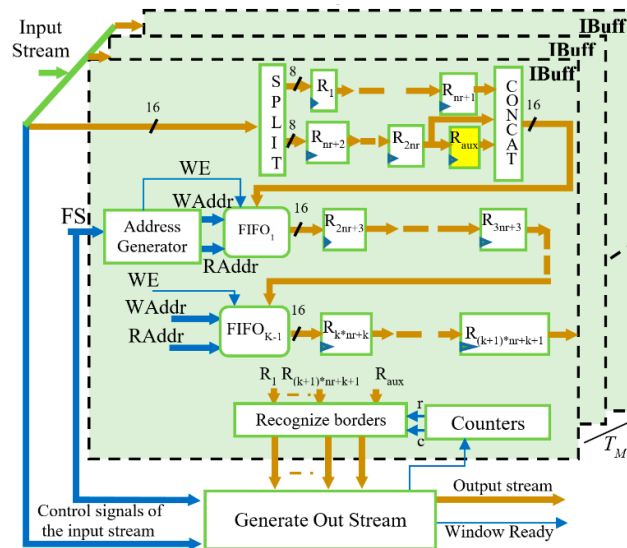 Input
Stream
IBuff
IBuff
IBuff
16
8
8
SPLIT
R1
Rnr+1
Rnr+2
R2nr
Raux
CONCAT
16
WE
FS
Address
Generator
WAddr
RAddr
FIFO1
16
R2nr+3
R3nr+3
WE
WAddr
RAddr
FIFOK-1
16
Rk*nr+k
R(k+1)*nr+k+1
R1 R(k+1)*nr+k+1 Raux
Recognize borders
r
c
Counters
TM
Control signals of
the input stream
Generate Out Stream
Output stream
Window Ready